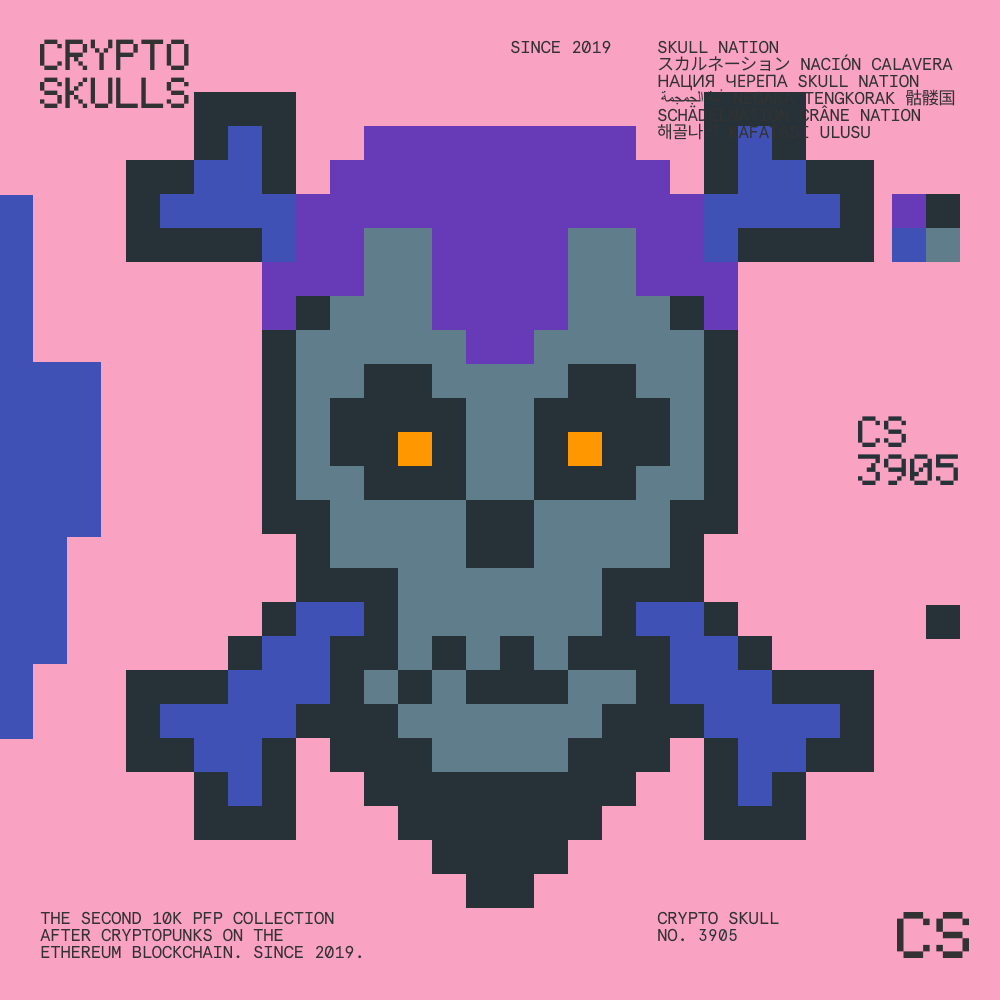 CRYPTO
SKULLS
SINCE 2019
SKULL NATION
スカルネーション NACIÓN CALAVERA
НАЦИЯ ЧЕРЕПА SKULL NATION
الجمجمة TENGKORAK 骷髅国
CRÂNE NATION
ULUSU
CS
3905
THE SECOND 10K PFP COLLECTION
AFTER CRYPTOPUNKS ON THE
ETHEREUM BLOCKCHAIN. SINCE 2019.
CRYPTO SKULL
NO. 3905
CS